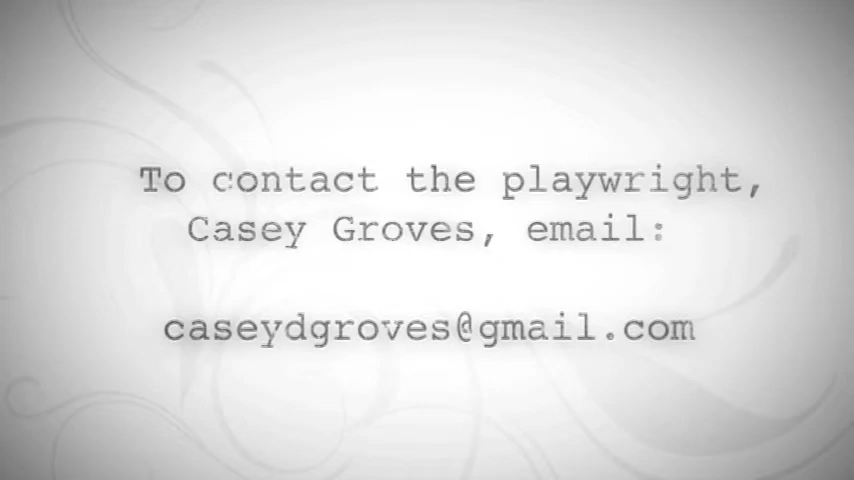 To contact the playwright,
Casey Groves, email:
caseydgroves@gmail.com